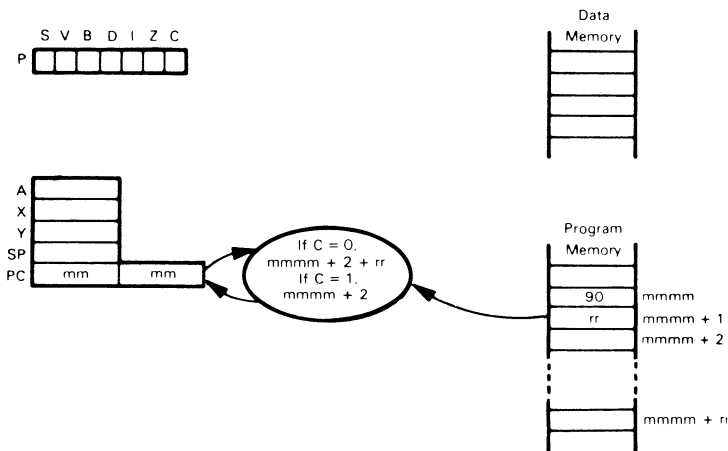 S V B D I Z C
P
Data
Memory
A
X
Y
SP
PC mm mm
If C = 0,
mmmm + 2 + rr
If C = 1,
mmmm + 2
Program
Memory
90 mmmm
rr mmmm + 1
mmmm + 2
mmmm + rr